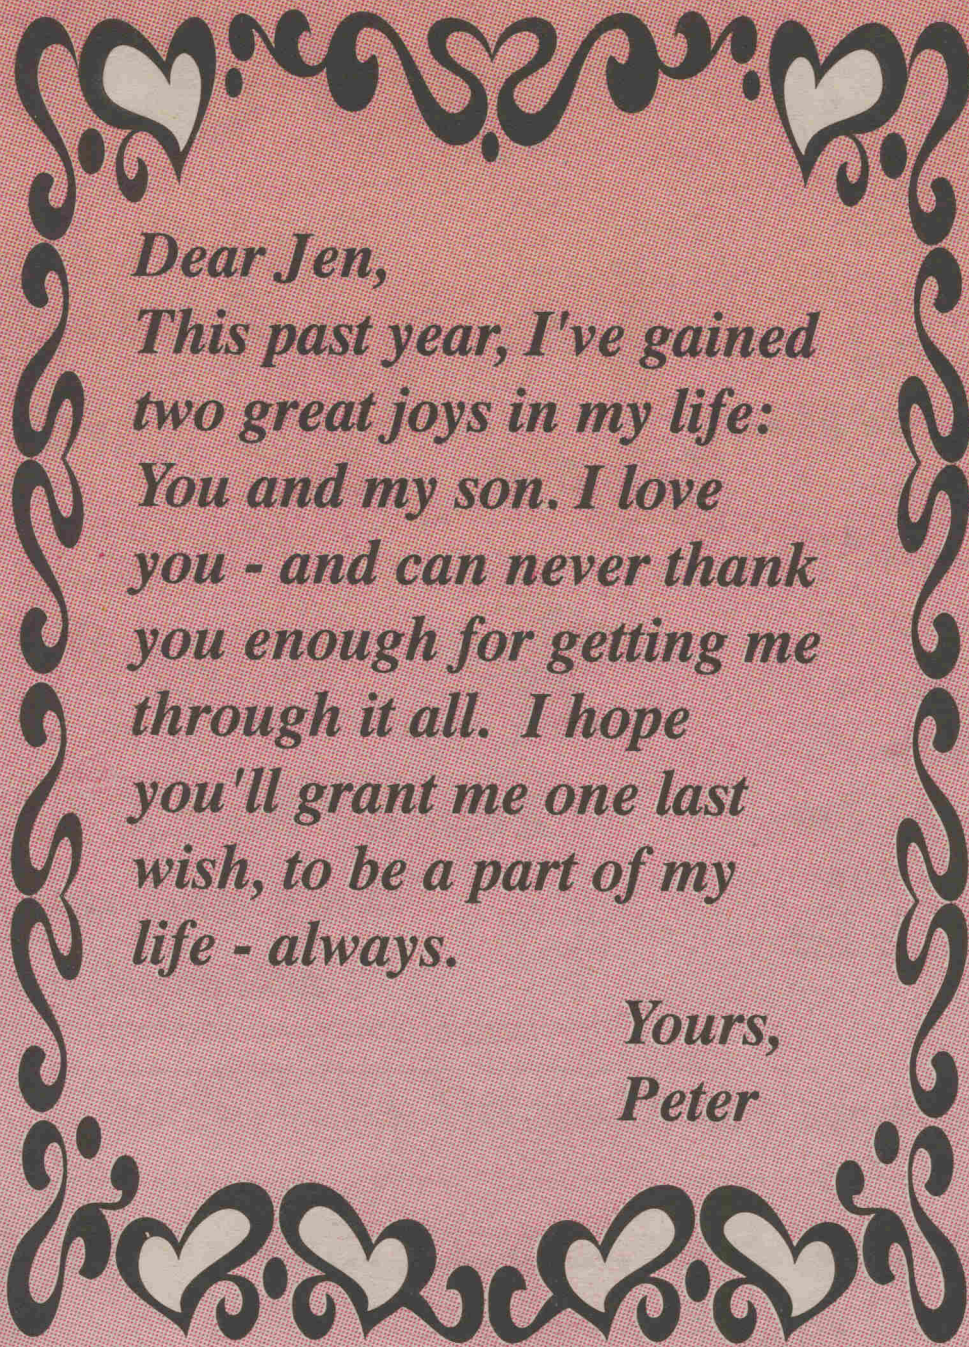 Dear Jen,
This past year, I've gained
two great joys in my life:
You and my son. I love
you - and can never thank
you enough for getting me
through it all.  I hope
you'll grant me one last
wish, to be a part of my
life - always.
Yours,
Peter